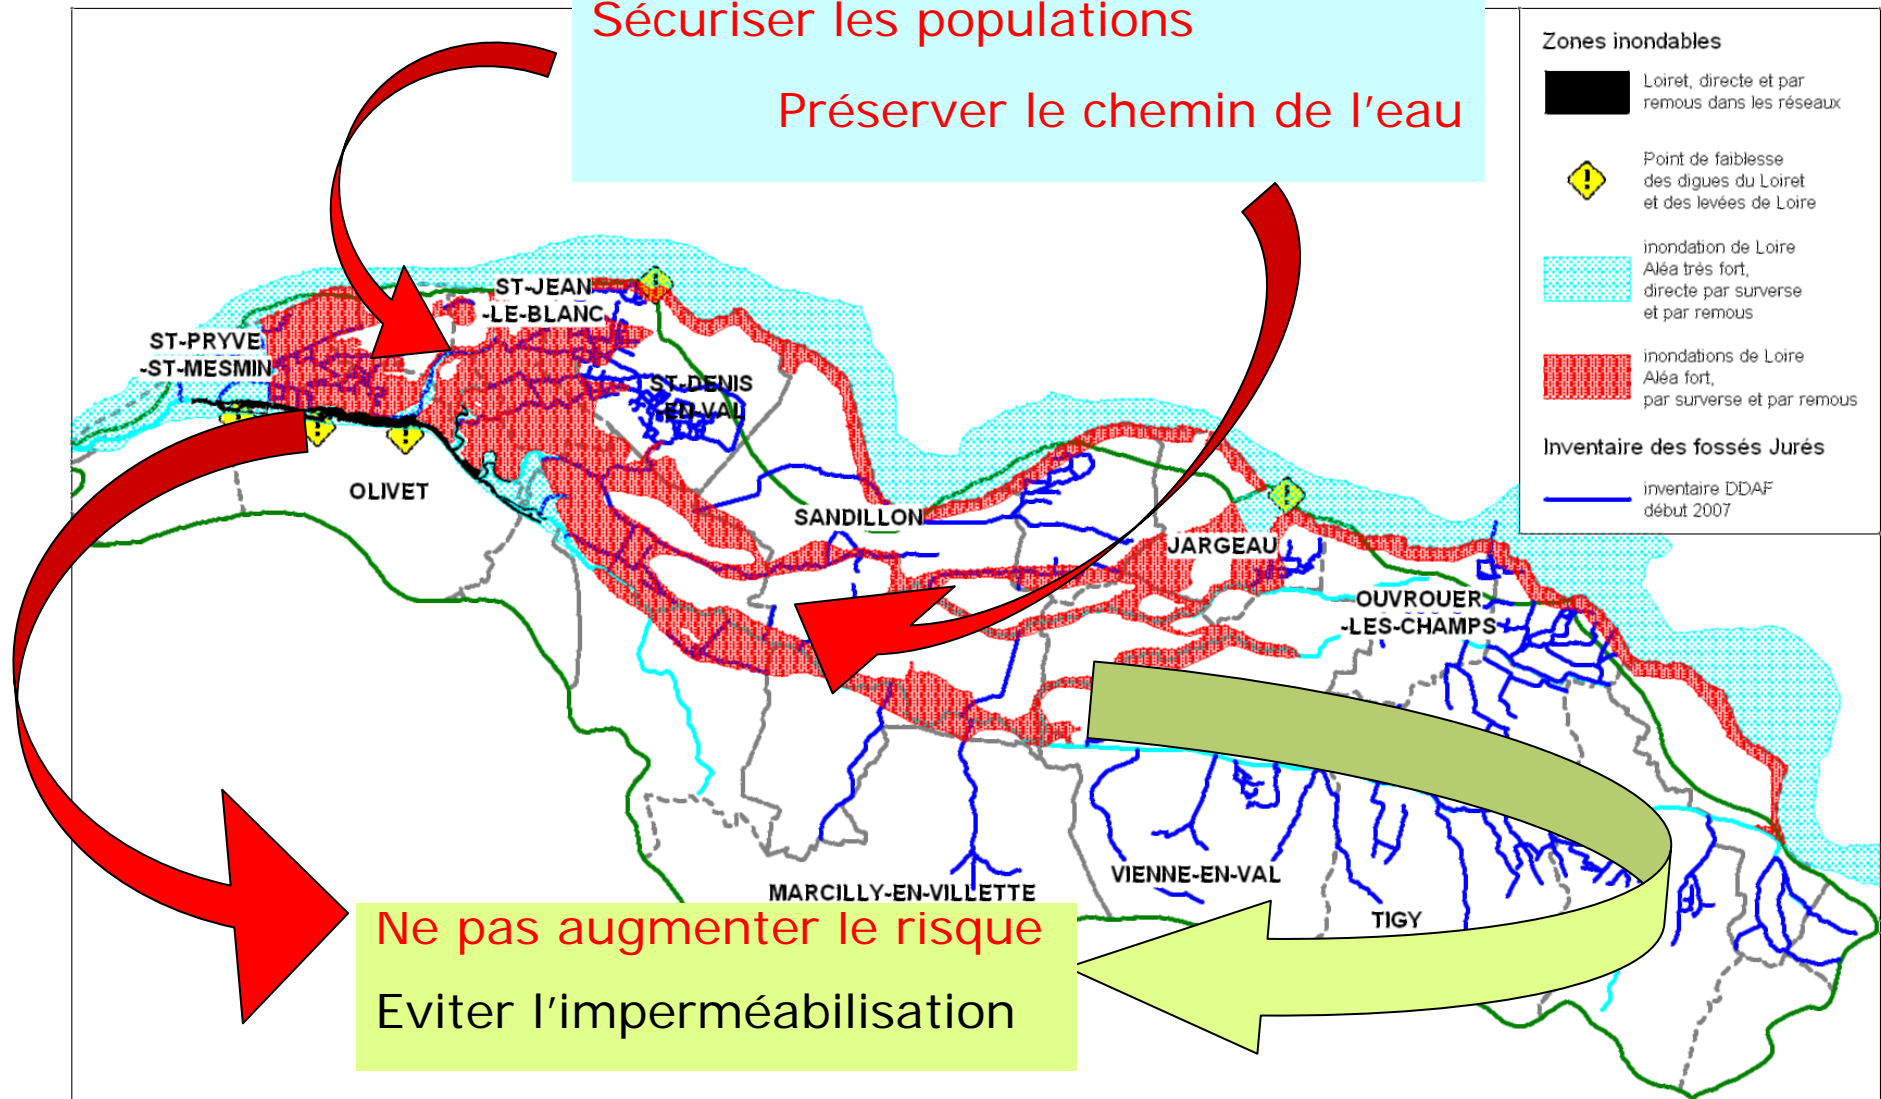 Sécuriser les populations
Préserver le chemin de l'eau
Zones inondables
Loiret, directe et par
remous dans les réseaux
Point de faiblesse
des digues du Loiret
et des levées de Loire
inondation de Loire
Aléa très fort,
directe par surverse
et par remous
inondations de Loire
Aléa fort,
par surverse et par remous
Inventaire des fossés Jurés
inventaire DDAF
début 2007
ST-JEAN
-LE-BLANC
ST-PRYVE
-ST-MESMIN
ST-DENIS
-EN-VAL
OLIVET
SANDILLON
JARGEAU
OUVROUER
-LES-CHAMPS
MARCILLY-EN-VILLETTE
VIENNE-EN-VAL
TIGY
Ne pas augmenter le risque
Eviter l'imperméabilisation